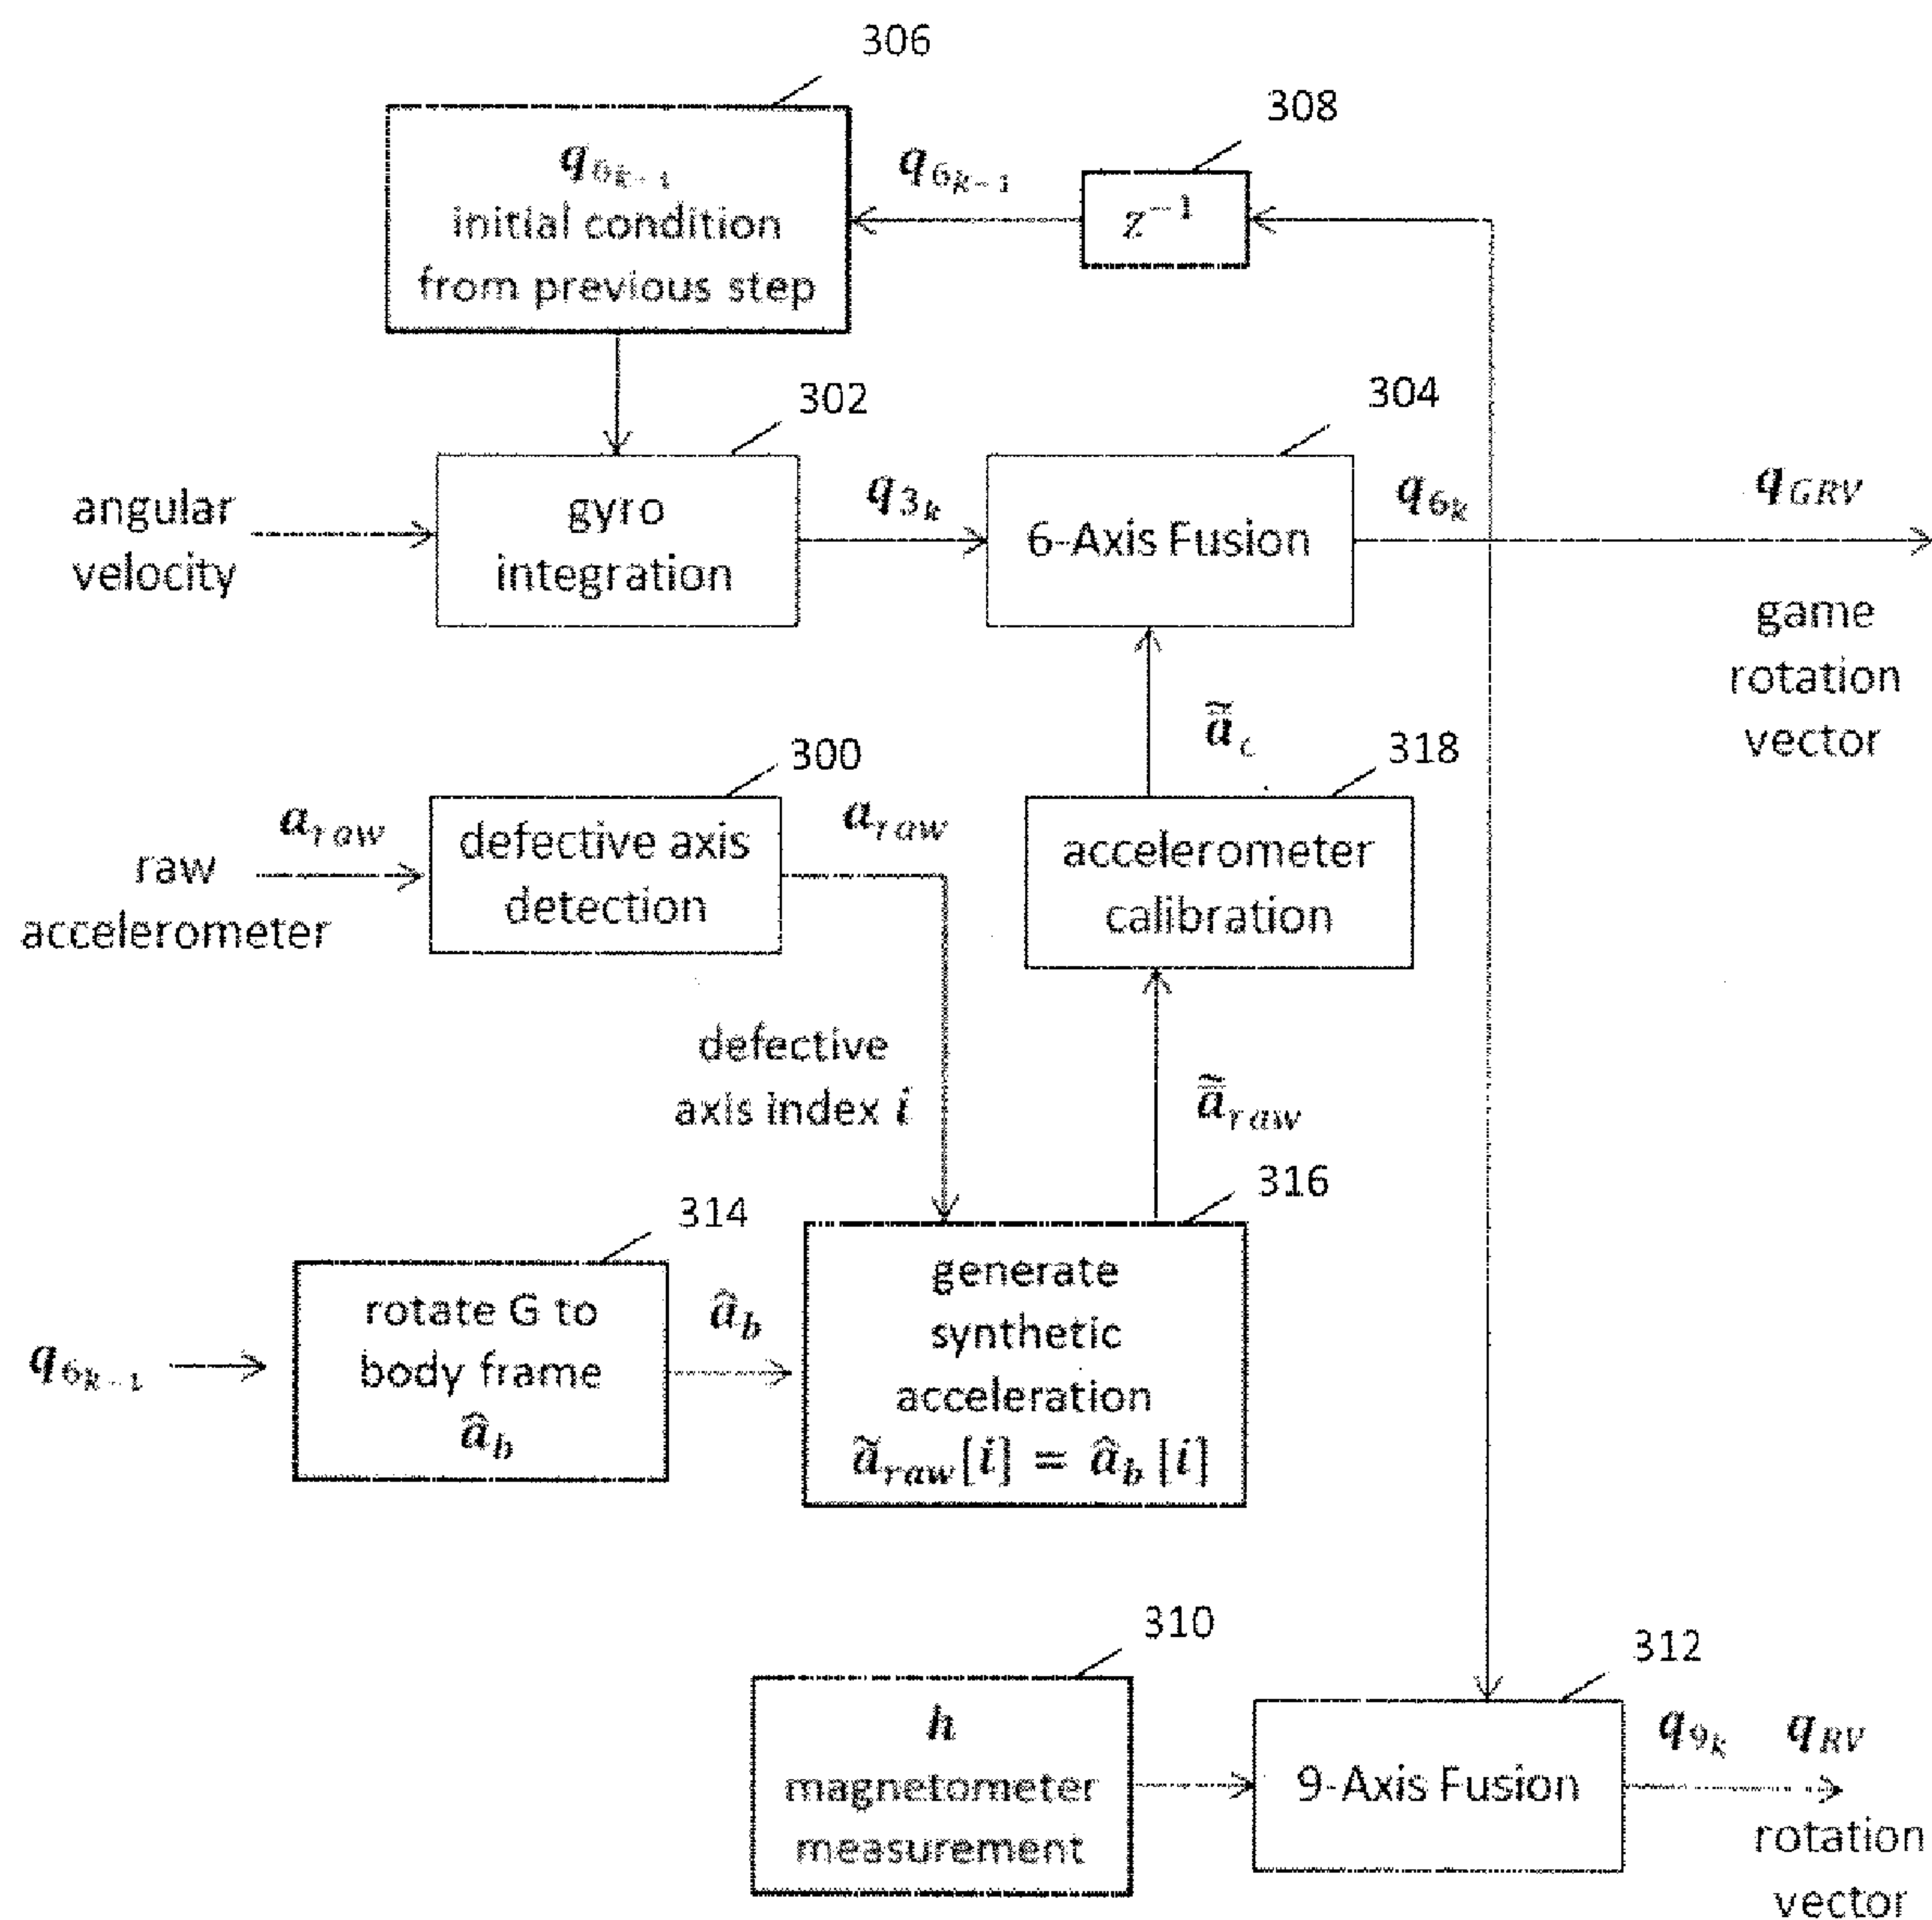 306
308
q6k-1
initial condition
from previous step
q6k-1
z⁻¹
302
304
angular
velocity
gyro
integration
q3k
6-Axis Fusion
q6k
qGRV
game
rotation
vector
ã̄c
300
318
araw
raw
accelerometer
defective axis
detection
araw
accelerometer
calibration
defective
axis index i
ã̄raw
314
316
q6k-1
rotate G to
body frame
âb
âb
generate
synthetic
acceleration
ãraw[i] = âb [i]
310
312
h
magnetometer
measurement
9-Axis Fusion
q9k
qRV
rotation
vector